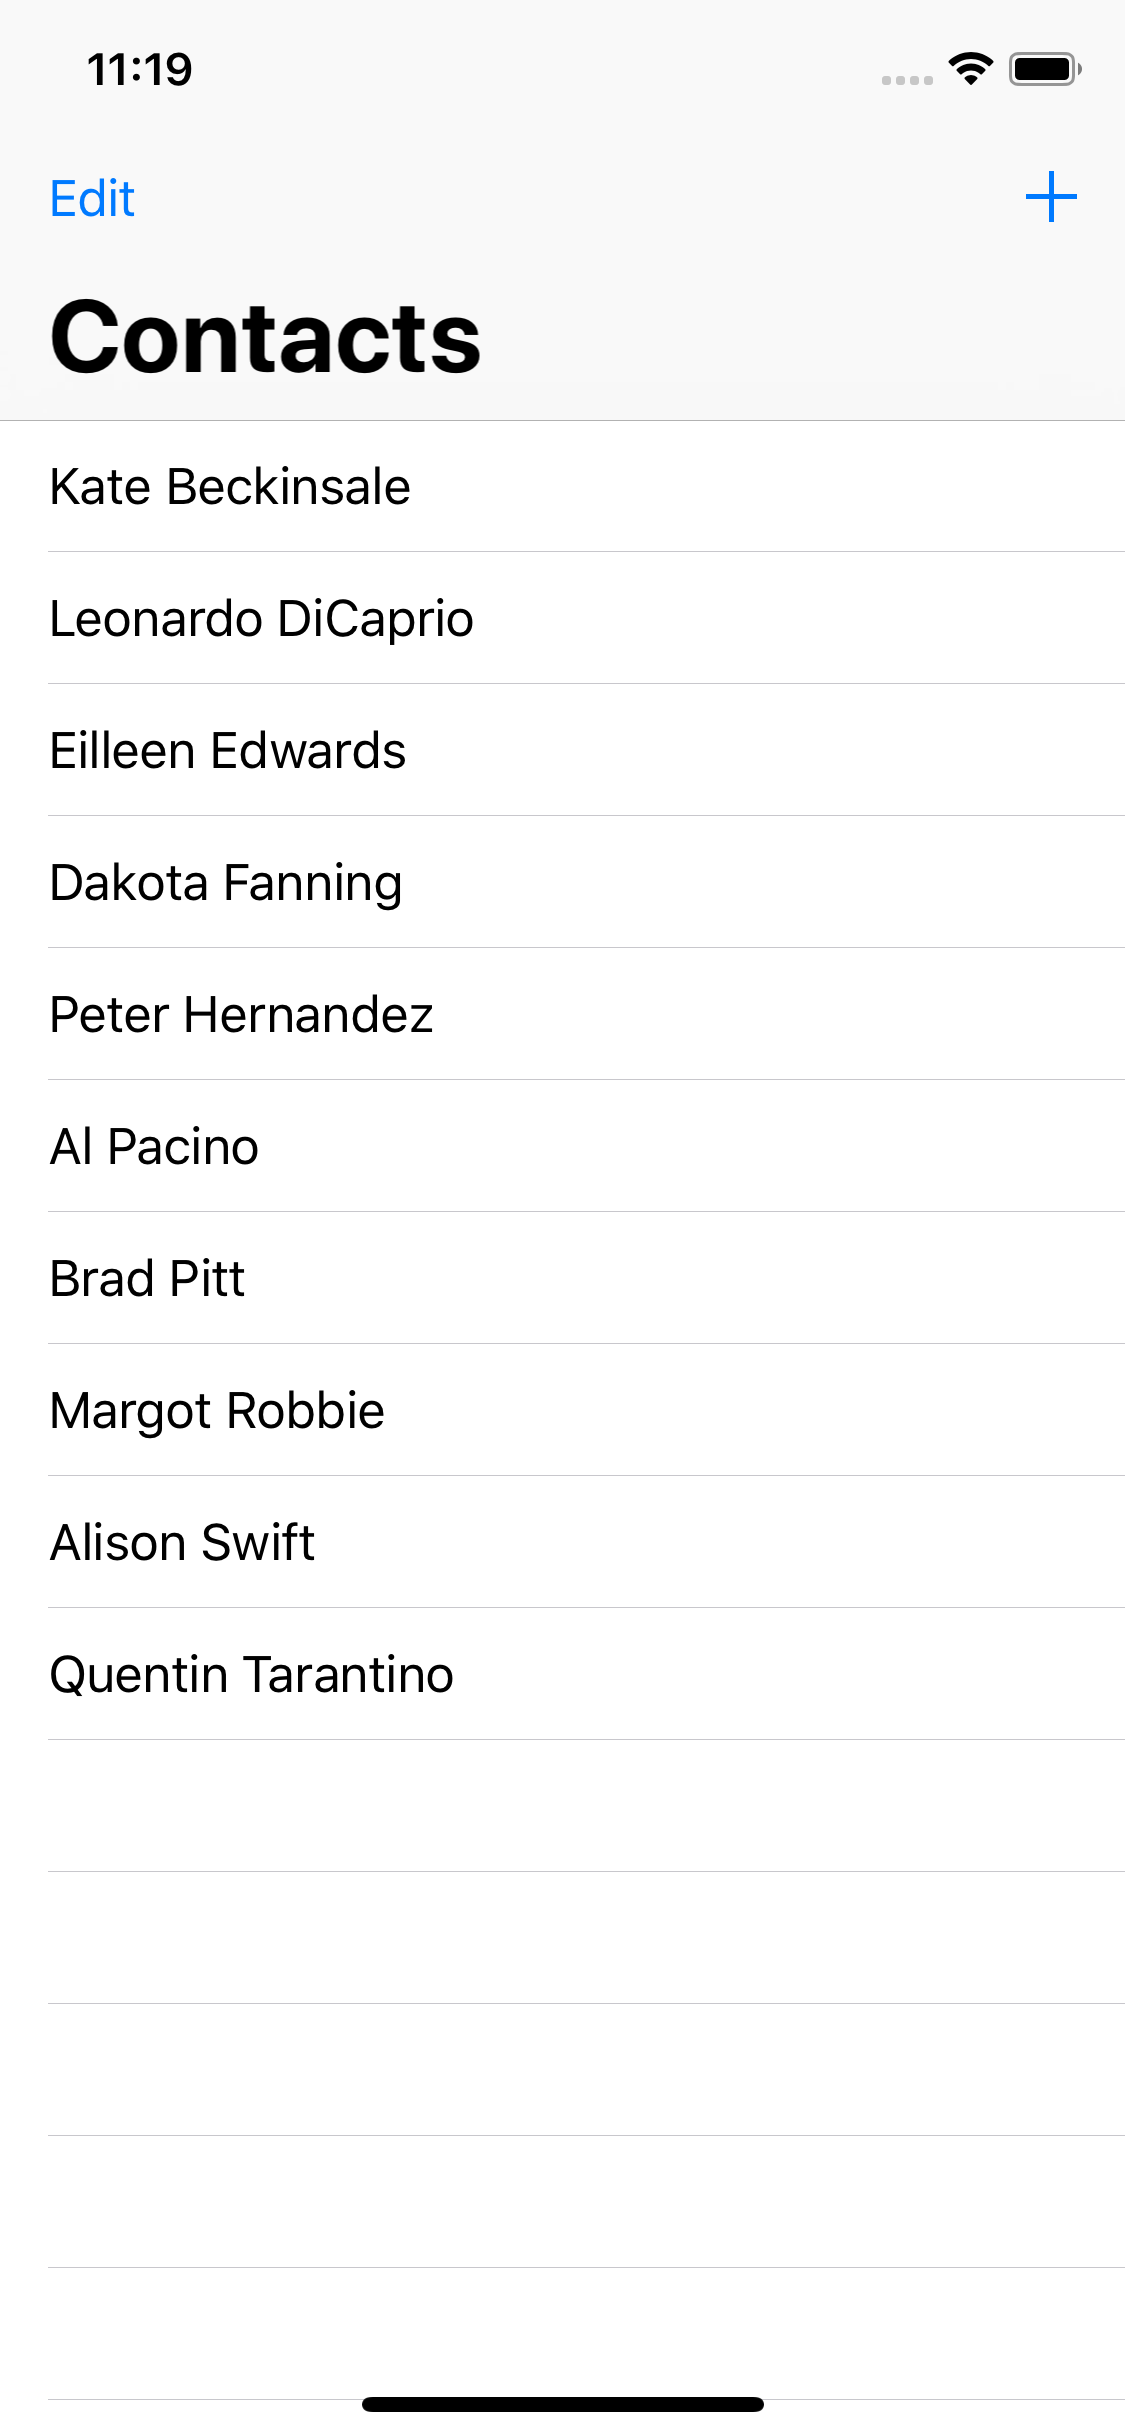 11:19
Edit
Contacts
Kate Beckinsale
Leonardo DiCaprio
Eilleen Edwards
Dakota Fanning
Peter Hernandez
Al Pacino
Brad Pitt
Margot Robbie
Alison Swift
Quentin Tarantino